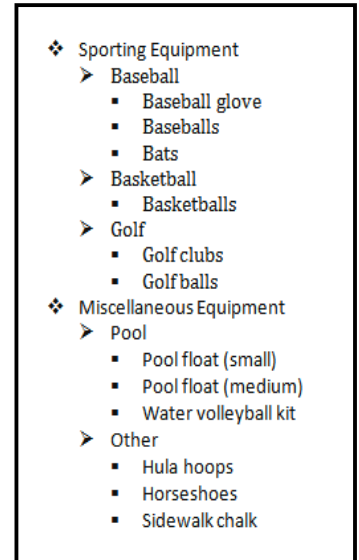 Sporting Equipment
Baseball
Baseball glove
Baseballs
Bats
Basketball
Basketballs
Golf
Golf clubs
Golf balls
Miscellaneous Equipment
Pool
Pool float (small)
Pool float (medium)
Water volleyball kit
Other
Hula hoops
Horseshoes
Sidewalk chalk